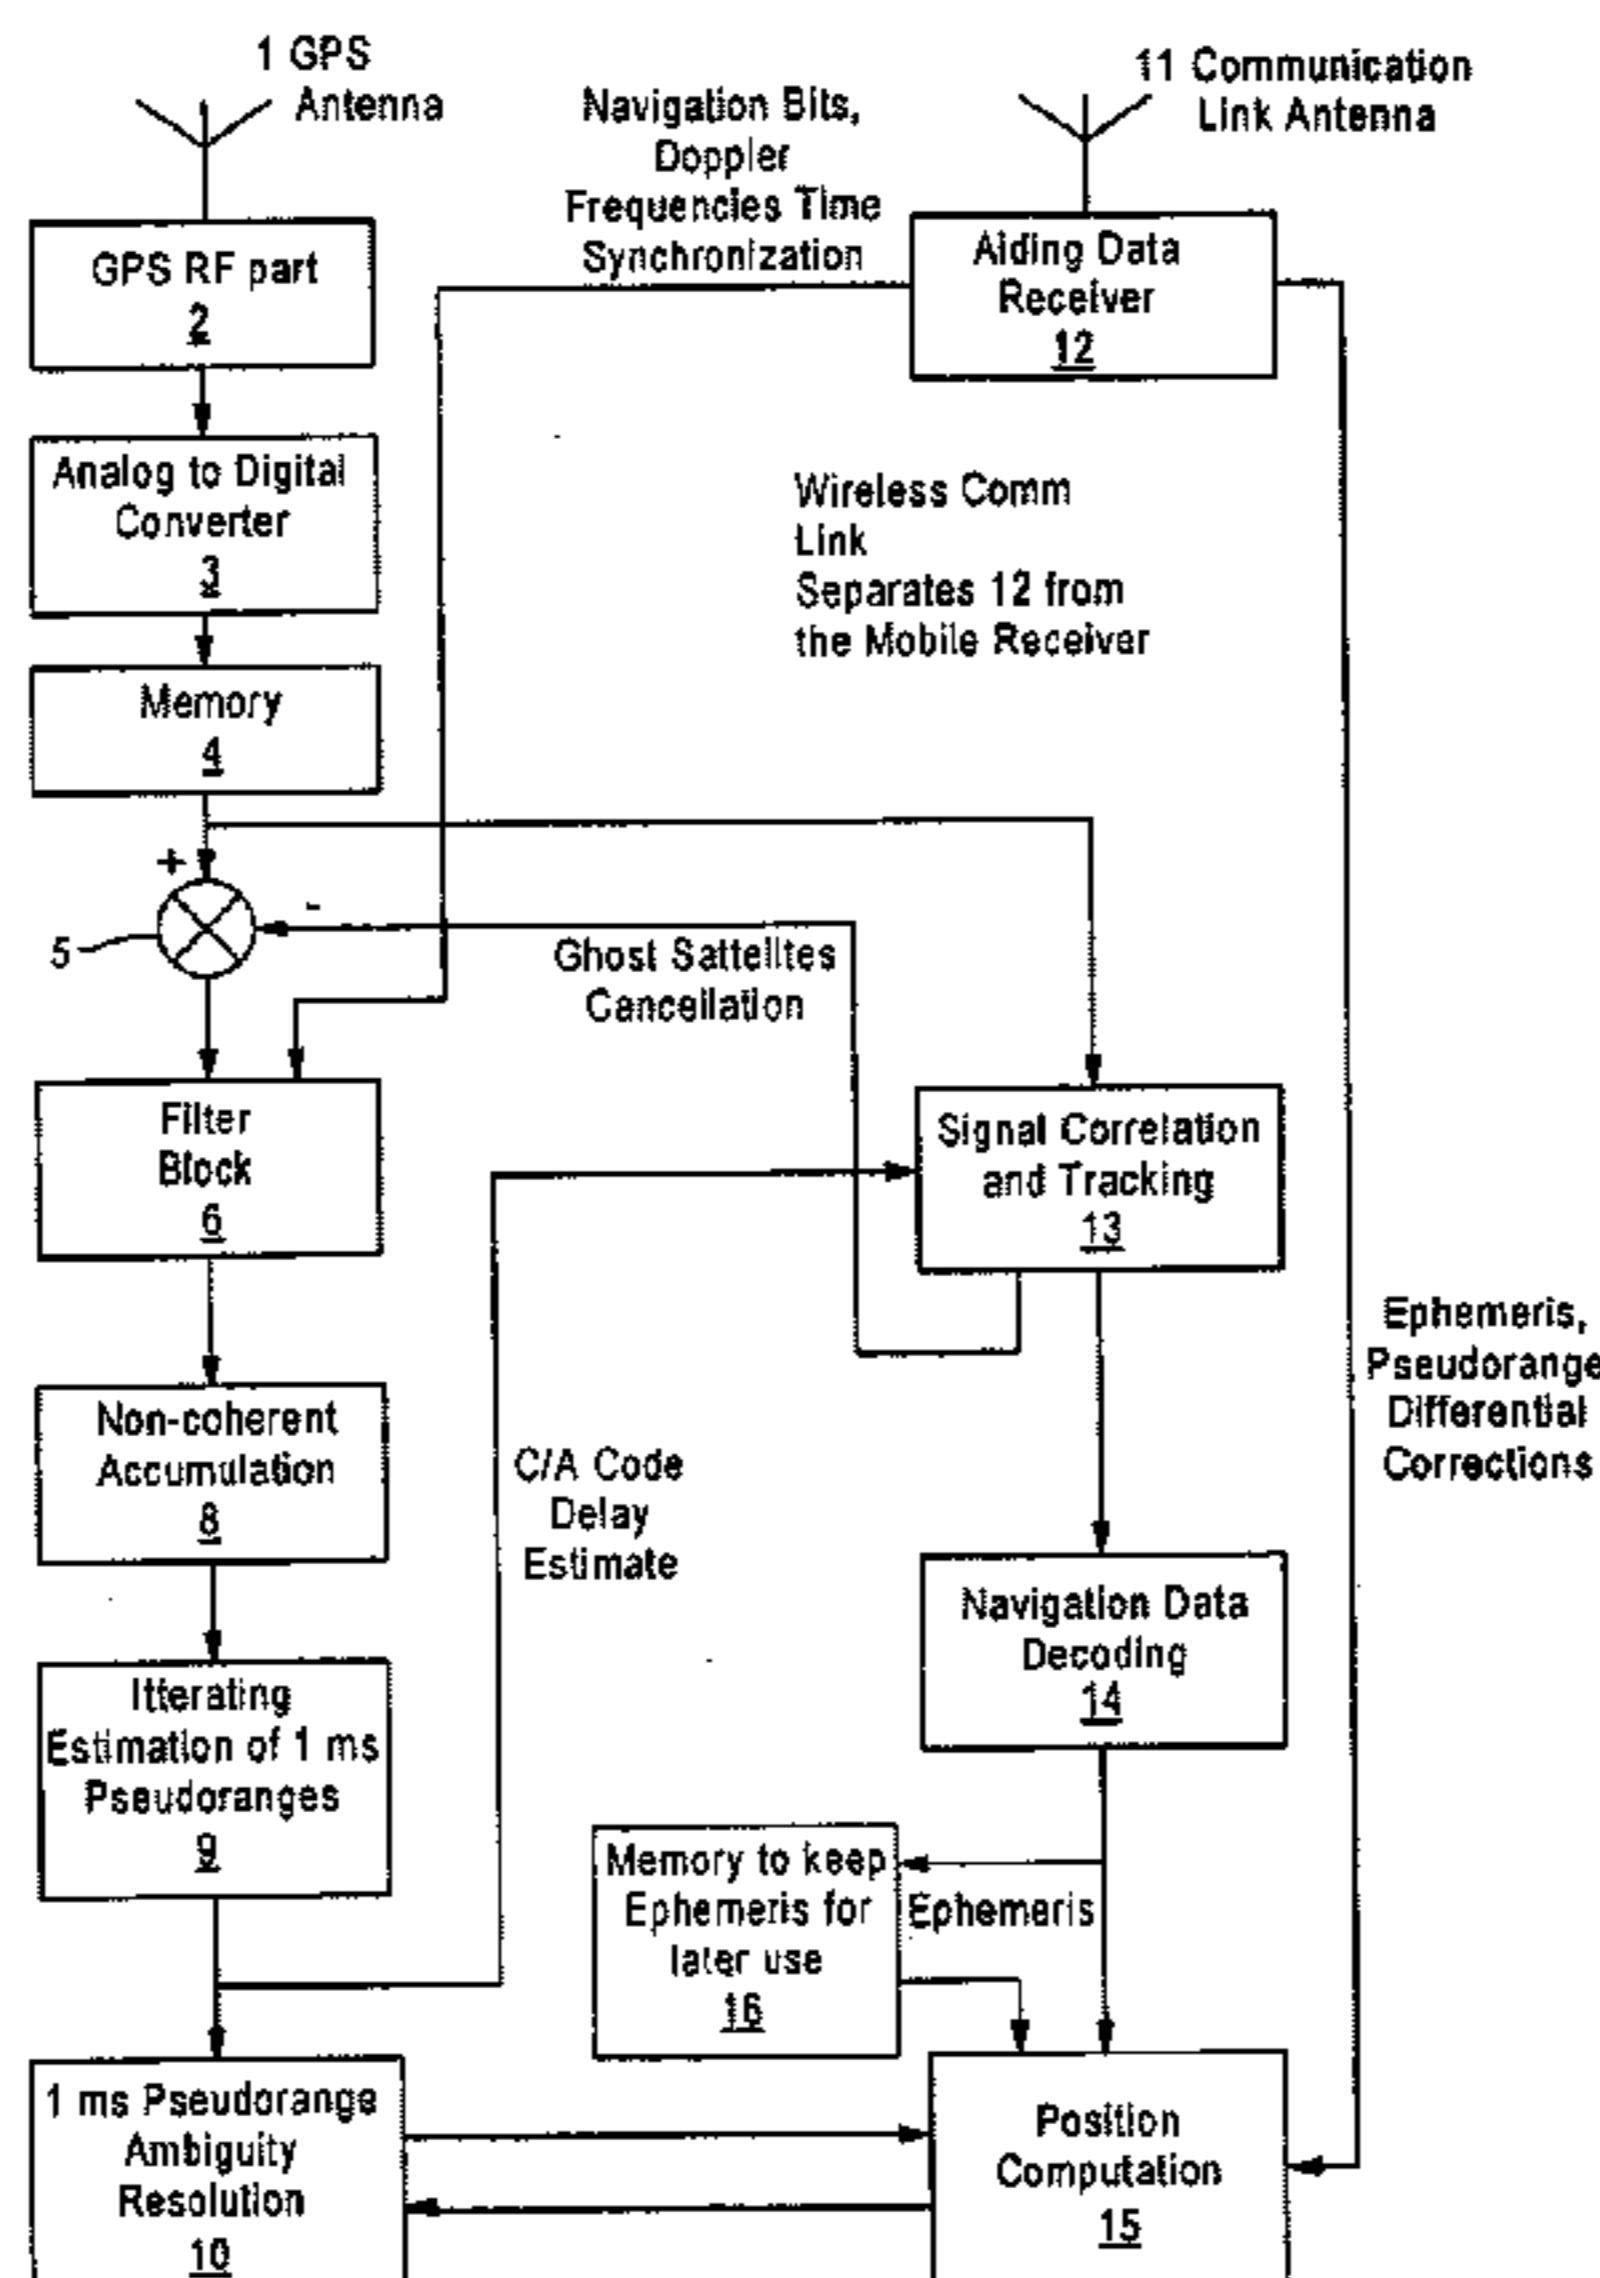 1 GPS
Antenna
11 Communication
Link Antenna
Navigation Bits,
Doppler
Frequencies Time
Synchronization
GPS RF part
2
Aiding Data
Receiver
12
Analog to Digital
Converter
3
Wireless Comm
Link
Separates 12 from
the Mobile Receiver
Memory
4
+
-
5
Ghost Sattelites
Cancellation
Filter
Block
6
Signal Correlation
and Tracking
13
Ephemeris,
Pseudorange
Differential
Corrections
Non-coherent
Accumulation
8
C/A Code
Delay
Estimate
Navigation Data
Decoding
14
Itterating
Estimation of 1 ms
Pseudoranges
9
Memory to keep
Ephemeris for
later use
16
Ephemeris
1 ms Pseudorange
Ambiguity
Resolution
10
Position
Computation
15